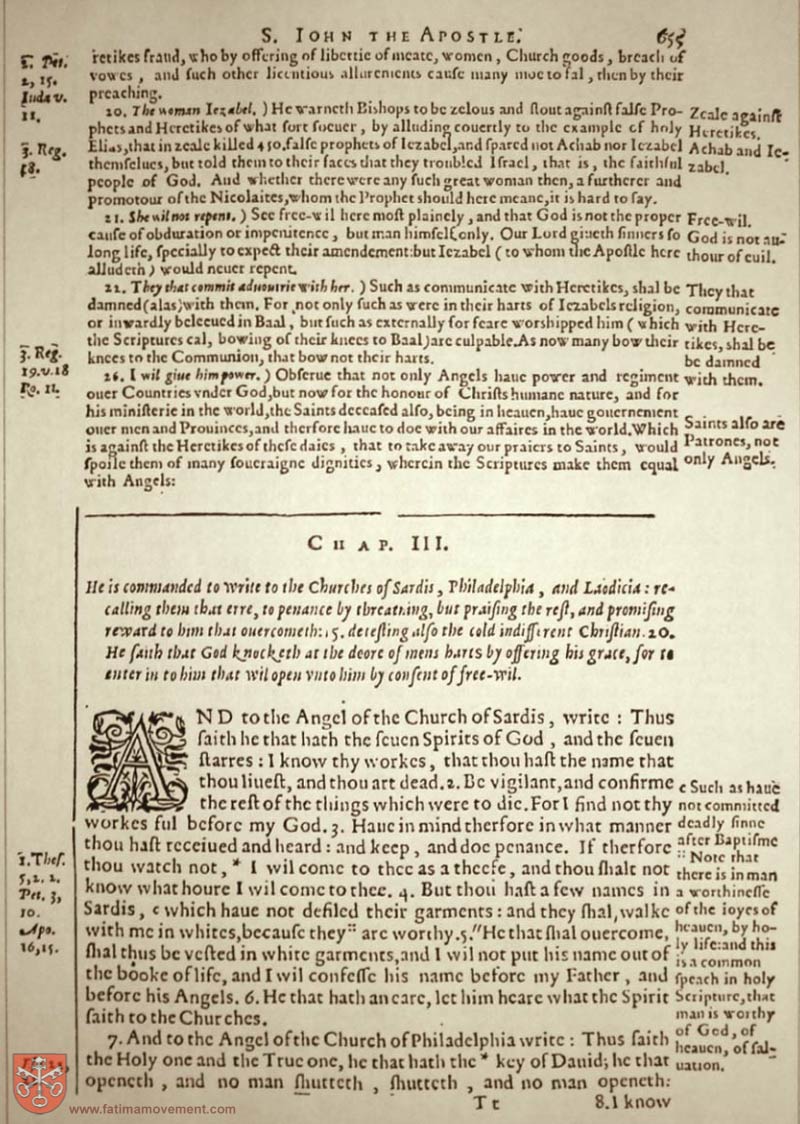 S. IOHN THE APOSTLE. 655
retikes fraud, who by offering of libertie of meate, women, Church goods, breach of
vowes, and ſuch other licentious allurements cauſe many moe to fal, then by their
preaching.
20. The woman Iezabel. ) He warneth Biſhops to be zelous and ſtout againſt falſe Pro-
phets and Heretikes of what ſort ſoeuer, by alluding couertly to the example of holy
Elias, that in zeale killed 450. falſe prophets of Iezabel, and ſpared not Achab nor Iezabel
themſelues, but told them to their faces that they troubled Iſrael, that is, the faithful
people of God. And whether there were any ſuch great woman then, a furtherer and
promotour of the Nicolaites, whom the Prophet ſhould here meane, it is hard to ſay.
21. She wil not repent. ) See free-wil here moſt plainely, and that God is not the proper
cauſe of obduration or impenitence, but man himſelf only. Our Lord giueth ſinners ſo
long life, ſpecially to expect their amendement: but Iezabel ( to whom the Apoſtle here
alludeth ) would neuer repent.
22. They that commit aduoutrie with her. ) Such as communicate with Heretikes, ſhal be
damned (alas) with them. For not only ſuch as were in their harts of Iezabels religion,
or inwardly beleeued in Baal, but ſuch as externally for feare worſhipped him ( which
the Scriptures cal, bowing of their knees to Baal) are culpable. As now many bow their
knees to the Communion, that bow not their harts.
26. I wil giue him power. ) Obſerue that not only Angels haue power and regiment
ouer Countries vnder God, but now for the honour of Chriſts humane nature, and for
his miniſterie in the world, the Saints deceaſed alſo, being in heauen, haue gouernement
ouer men and Prouinces, and therfore haue to doe with our affaires in the world. Which
is againſt the Heretikes of theſe daies, that to take away our praiers to Saints, would
ſpoile them of many ſoueraigne dignities, wherein the Scriptures make them equal
with Angels:
Pet.
2, 15.
Iudæ v.
11.
3. Reg.
18.
3. Reg.
19.v.18
Ro. 11.
Zeale againſt
Heretikes.
Achab and Ie-
zabel.
Free-wil.
God is not au-
thour of euil.
They that
communicate
with Here-
tikes, ſhal be
be damned
with them.
Saints alſo are
Patrones, not
only Angels.
CHAP. III.
He is commanded to write to the Churches of Sardis, Philadelphia, and Laodicia: re-
calling them that erre, to penance by threatning, but praiſing the reſt, and promiſing
reward to him that ouercometh: 15. deteſting alſo the cold indifferent Chriſtian. 20.
He ſaith that God knocketh at the doore of mens harts by offering his grace, for to
enter in to him that wil open vnto him by conſent of free-wil.
AND to the Angel of the Church of Sardis, write: Thus
ſaith he that hath the ſeuen Spirits of God, and the ſeuen
ſtarres: I know thy workes, that thou haſt the name that
thou liueſt, and thou art dead. 2. Be vigilant, and confirme
the reſt of the things which were to die. For I find not thy
workes ful before my God. 3. Haue in mind therfore in what manner
thou haſt receiued and heard: and keep, and doe penance. If therfore
thou watch not, * I wil come to thee as a theefe, and thou ſhalt not
know what houre I wil come to thee. 4. But thou haſt a few names in
Sardis, c which haue not defiled their garments: and they ſhal, walke
with me in whites, becauſe they :: are worthy. 5. " He that ſhal ouercome,
ſhal thus be veſted in white garments, and I wil not put his name out of
the booke of life, and I wil confeſſe his name before my Father, and
before his Angels. 6. He that hath an eare, let him heare what the Spirit
ſaith to the Churches.
7. And to the Angel of the Church of Philadelphia write: Thus ſaith
the Holy one and the True one, he that hath the * key of Dauid; he that
openeth, and no man ſhutteth, ſhutteth, and no man openeth:
1.Theſ.
5, 2. 2.
Pet. 3,
10.
Apo.
16,15.
c Such as haue
not committed
deadly ſinne
after Baptiſme
:: Note that
there is in man
a worthineſſe
of the ioyes of
heauen, by ho-
ly life: and this
is a common
ſpeach in holy
Scripture, that
man is worthy
of God, of
heauen, of ſal-
uation.
T t 8. I know
www.fatimamovement.com